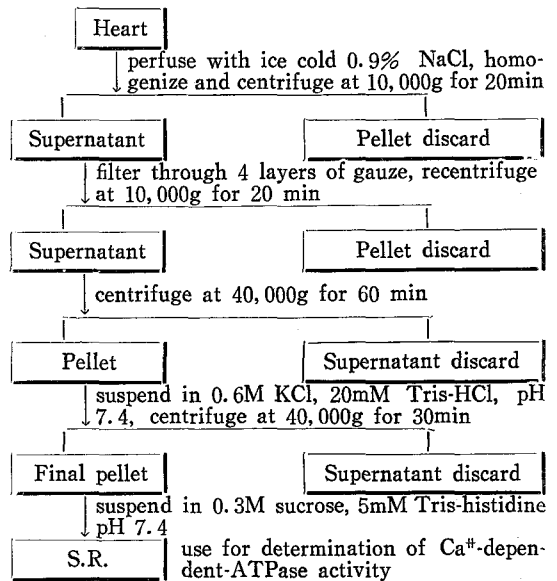 Heart
perfuse with ice cold 0.9% NaCl, homo-
genize and centrifuge at 10,000g for 20min
Supernatant
Pellet discard
filter through 4 layers of gauze, recentrifuge
at 10,000g for 20 min
Supernatant
Pellet discard
centrifuge at 40,000g for 60 min
Pellet
Supernatant discard
suspend in 0.6M KCl, 20mM Tris-HCl, pH
7.4, centrifuge at 40,000g for 30min
Final pellet
Supernatant discard
suspend in 0.3M sucrose, 5mM Tris-histidine
pH 7.4
S.R.
use for determination of Ca⧺-depen-
dent-ATPase activity